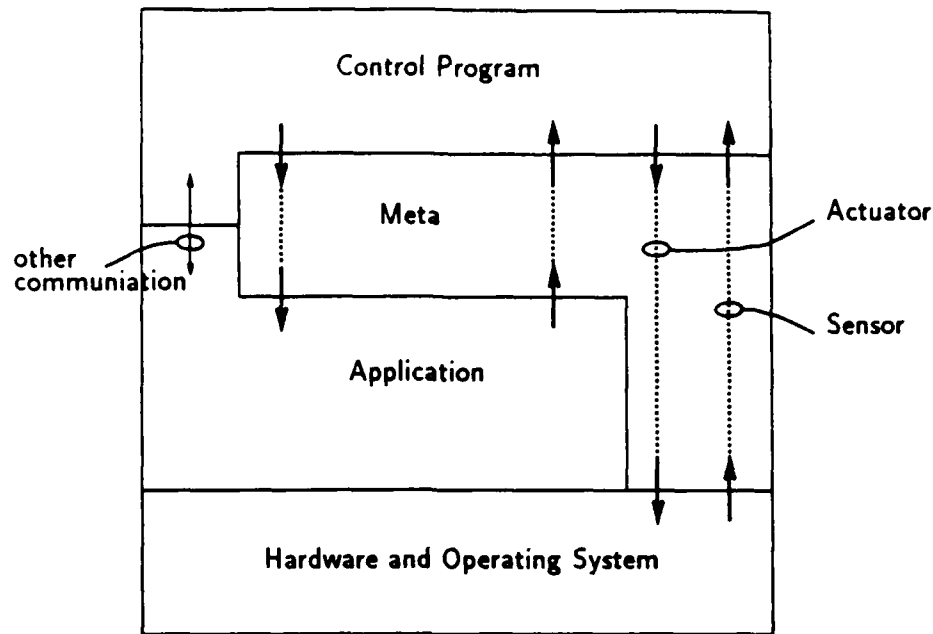 Control Program
Meta
Actuator
other
communiation
Sensor
Application
Hardware and Operating System